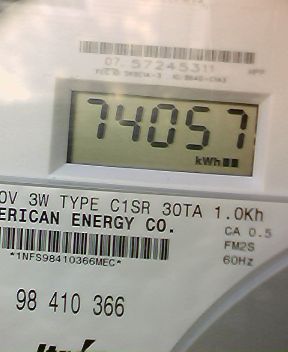 07. 57245311
74057
kWh
0V 3W TYPE C1SR 30TA 1.0Kh
ERICAN ENERGY CO.
CA 0.5
FM2S
*1NFS98410366MEC*
60Hz
98 410 366